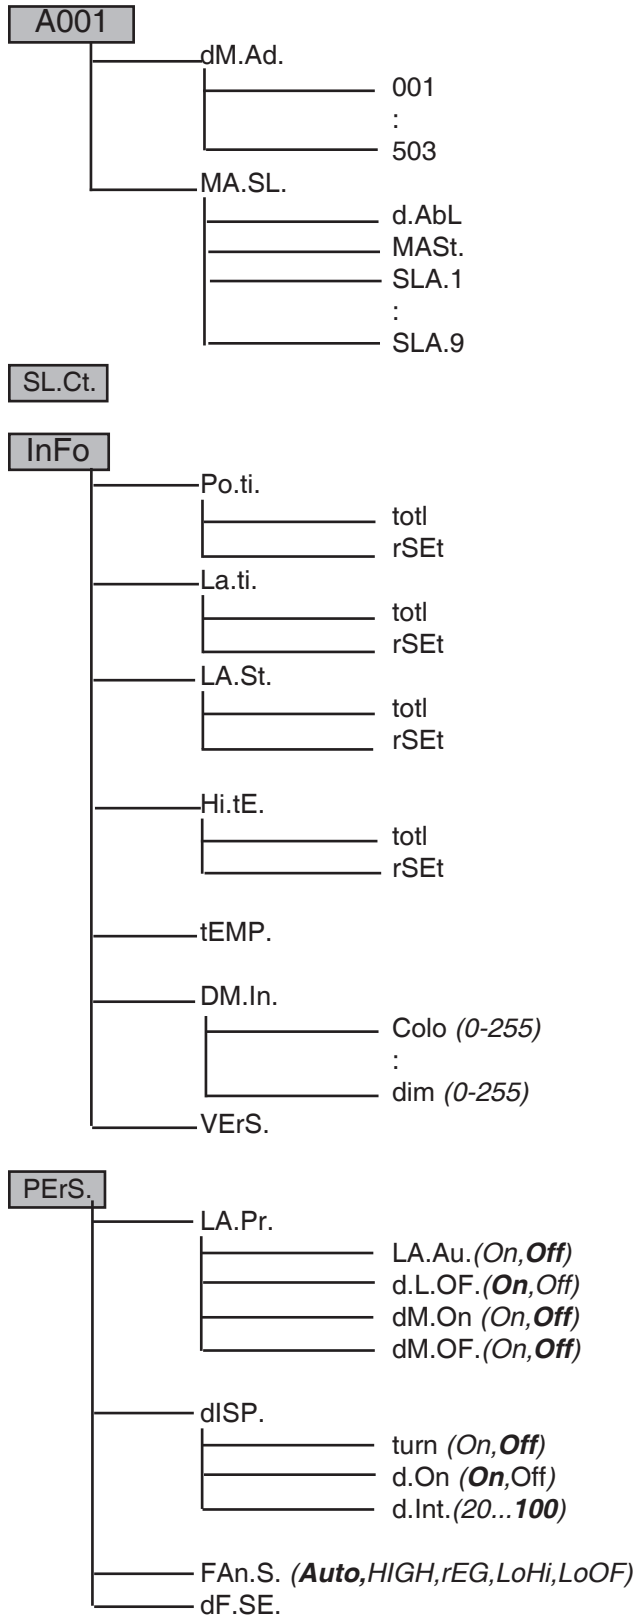 A001
dM.Ad.
001
:
503
MA.SL.
d.AbL
MASt.
SLA.1
:
SLA.9
SL.Ct.
InFo
Po.ti.
totl
rSEt
La.ti.
totl
rSEt
LA.St.
totl
rSEt
Hi.tE.
totl
rSEt
tEMP.
DM.In.
Colo (0-255)
:
dim (0-255)
VErS.
PErS.
LA.Pr.
LA.Au.(On,Off)
d.L.OF.(On,Off)
dM.On (On,Off)
dM.OF.(On,Off)
dISP.
turn (On,Off)
d.On (On,Off)
d.Int.(20...100)
FAn.S. (Auto,HIGH,rEG,LoHi,LoOF)
dF.SE.